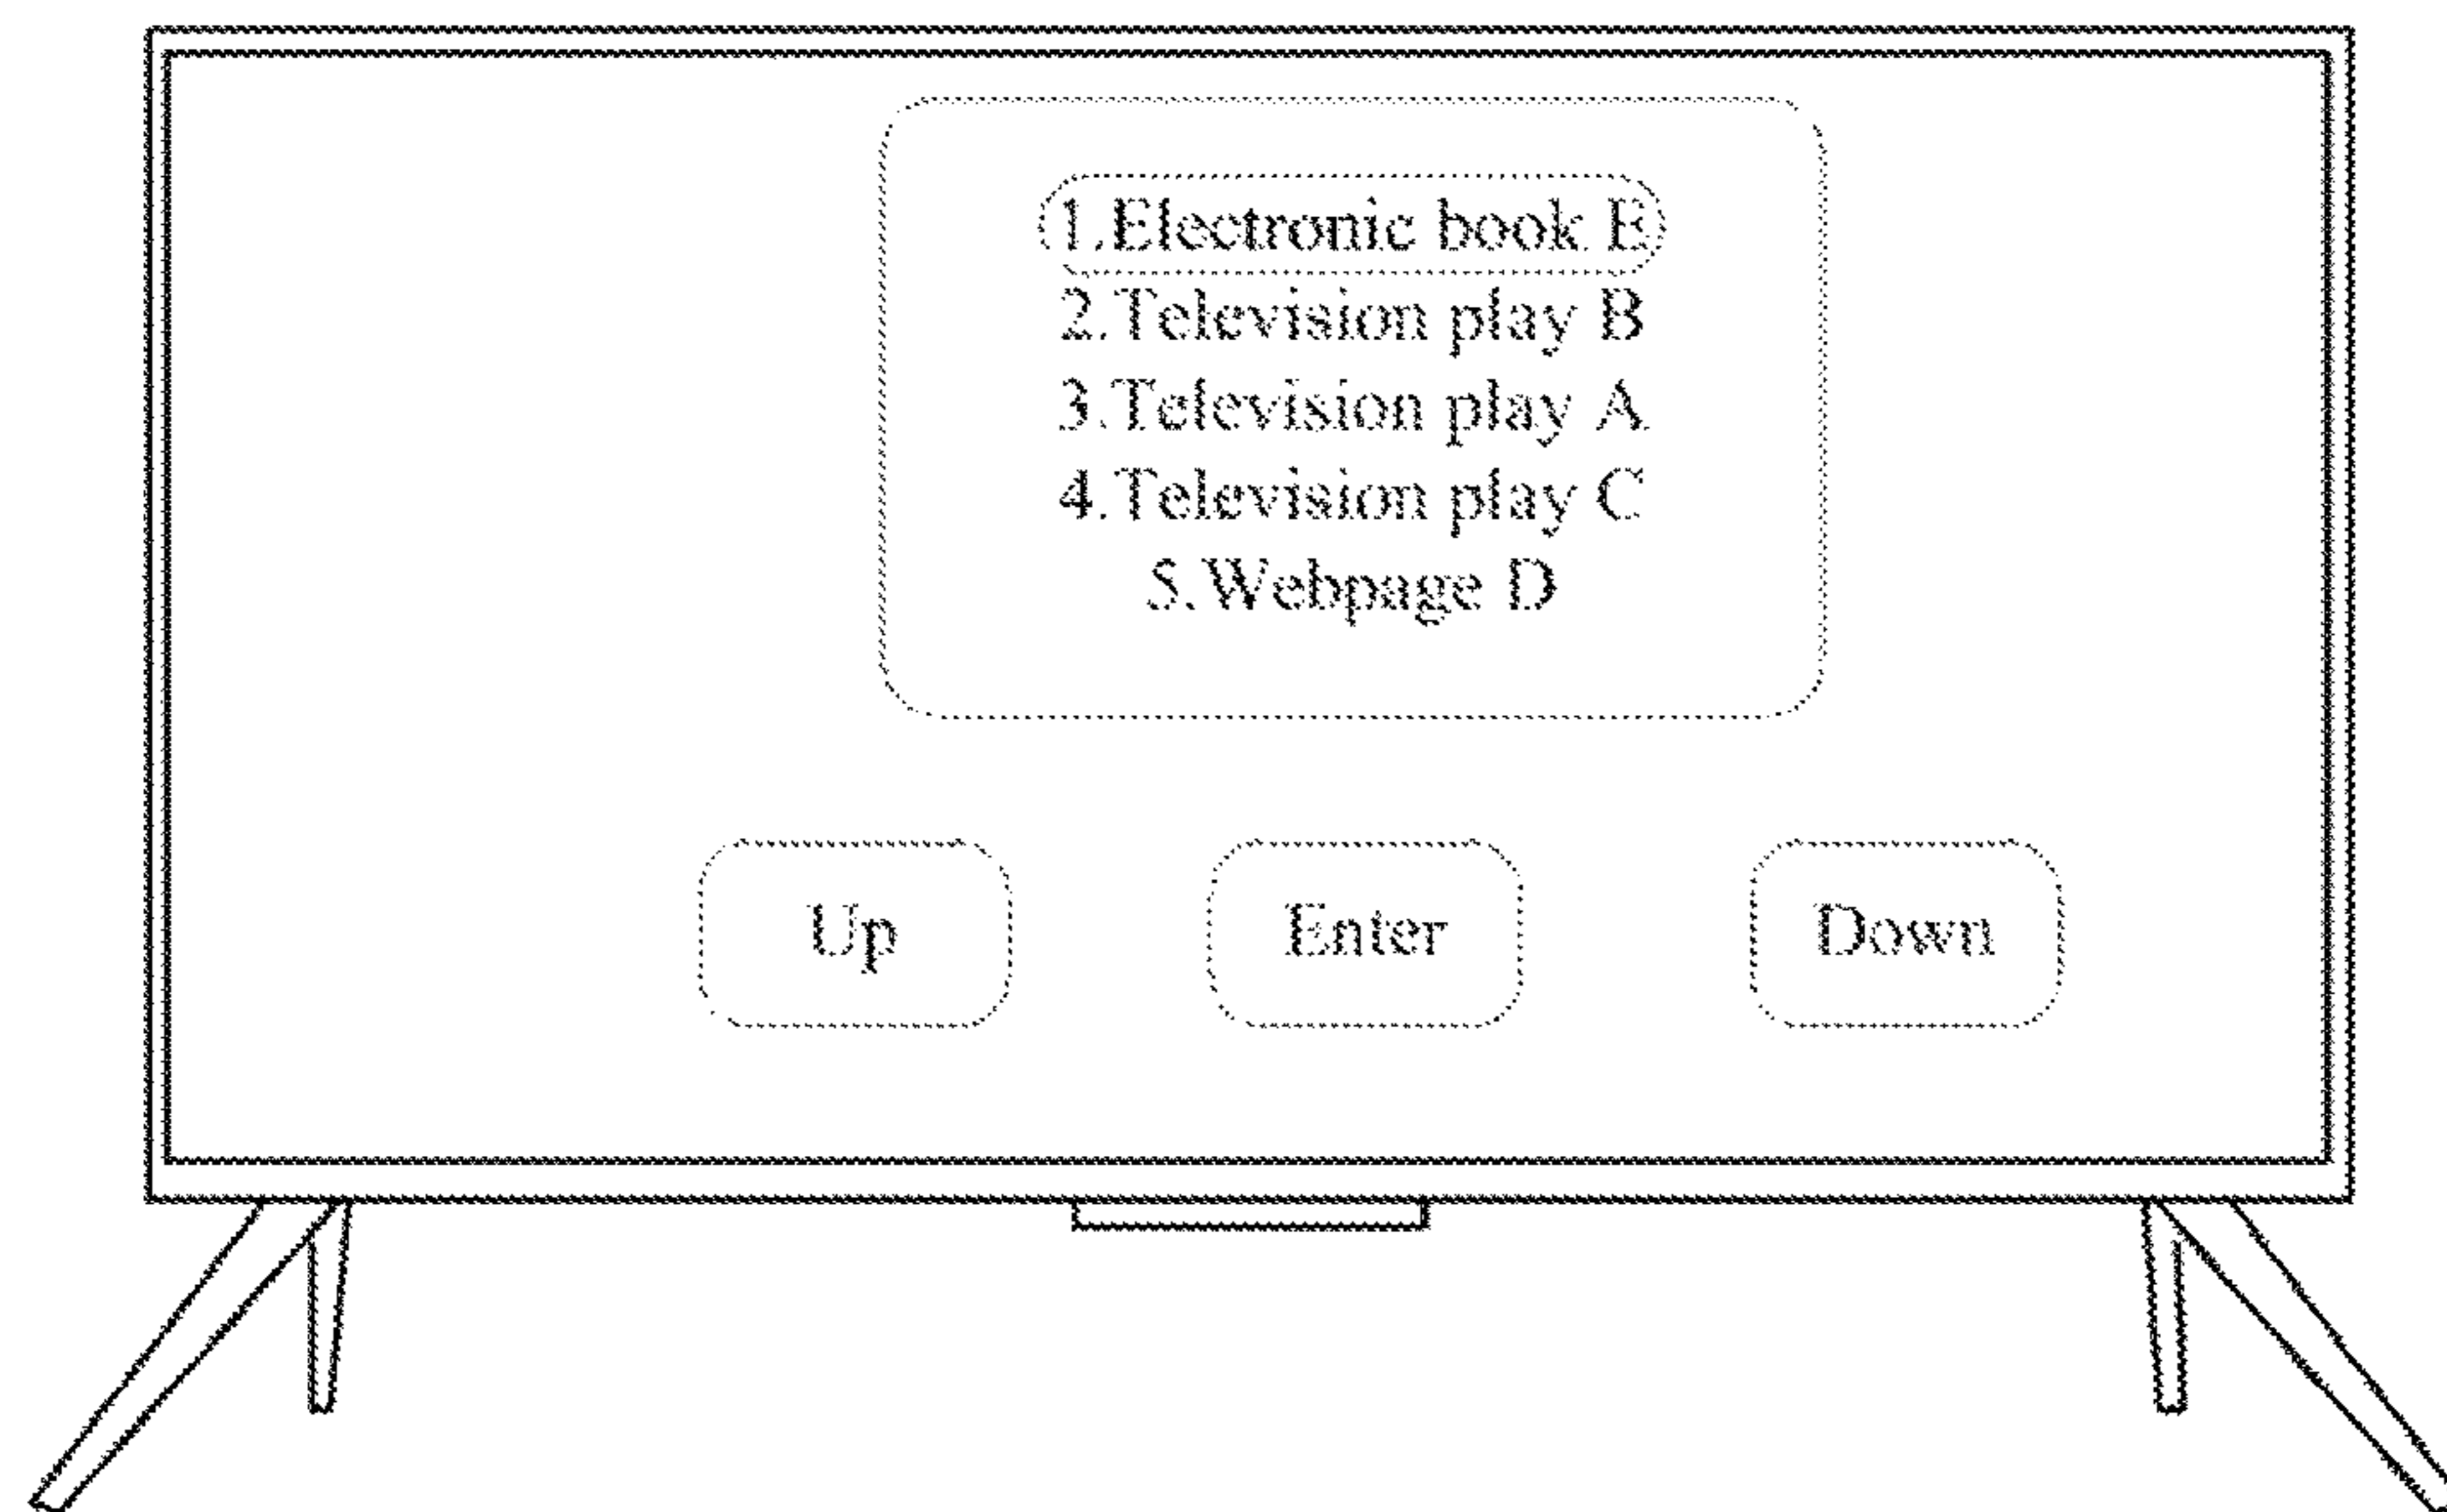 1.Electronic book E
2.Television play B
3.Television play A
4.Television play C
5.Webpage D
Up
Enter
Down